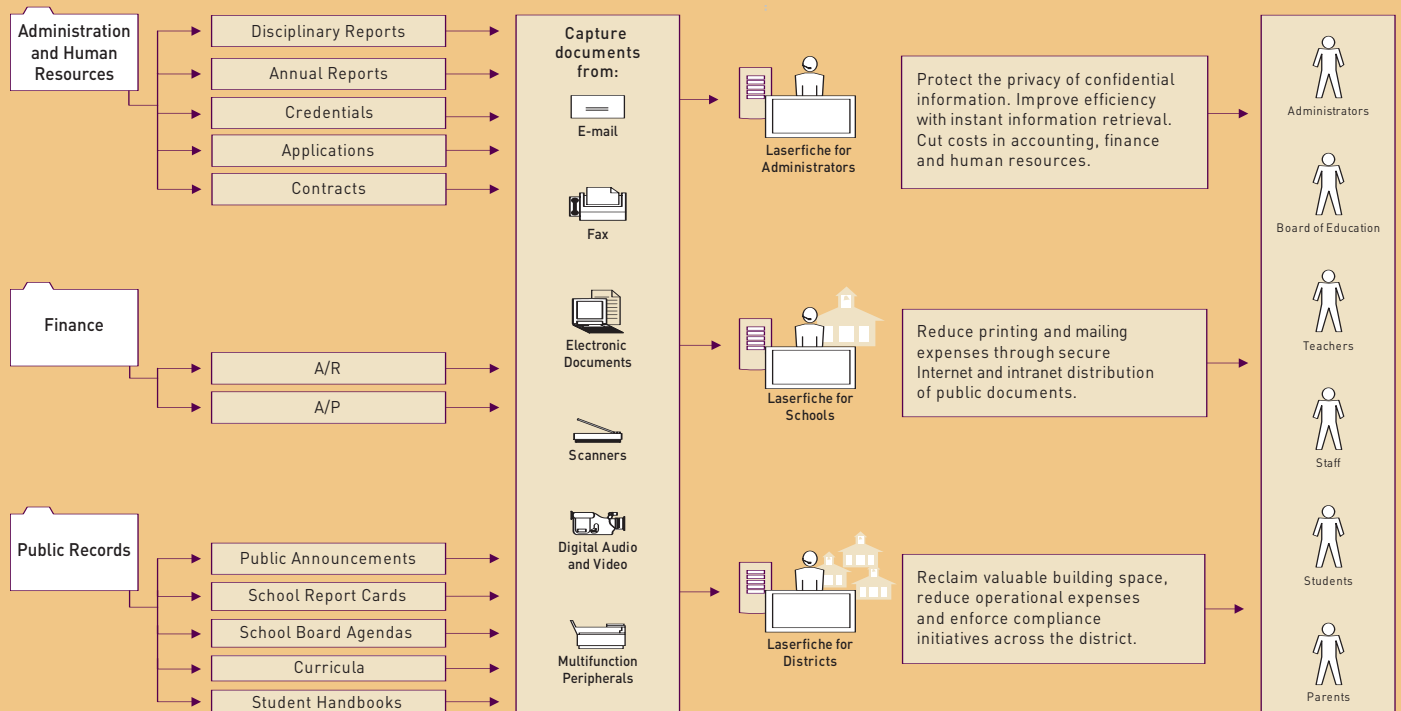 Administration
and Human
Resources
Disciplinary Reports
Annual Reports
Credentials
Applications
Contracts
Finance
A/R
A/P
Public Records
Public Announcements
School Report Cards
School Board Agendas
Curricula
Student Handbooks
Capture
documents
from:
E-mail
Fax
Electronic
Documents
Scanners
Digital Audio
and Video
Multifunction
Peripherals
Laserfiche for
Administrators
Protect the privacy of confidential
information. Improve efficiency
with instant information retrieval.
Cut costs in accounting, finance
and human resources.
Laserfiche for
Schools
Reduce printing and mailing
expenses through secure
Internet and intranet distribution
of public documents.
Laserfiche for
Districts
Reclaim valuable building space,
reduce operational expenses
and enforce compliance
initiatives across the district.
Administrators
Board of Education
Teachers
Staff
Students
Parents